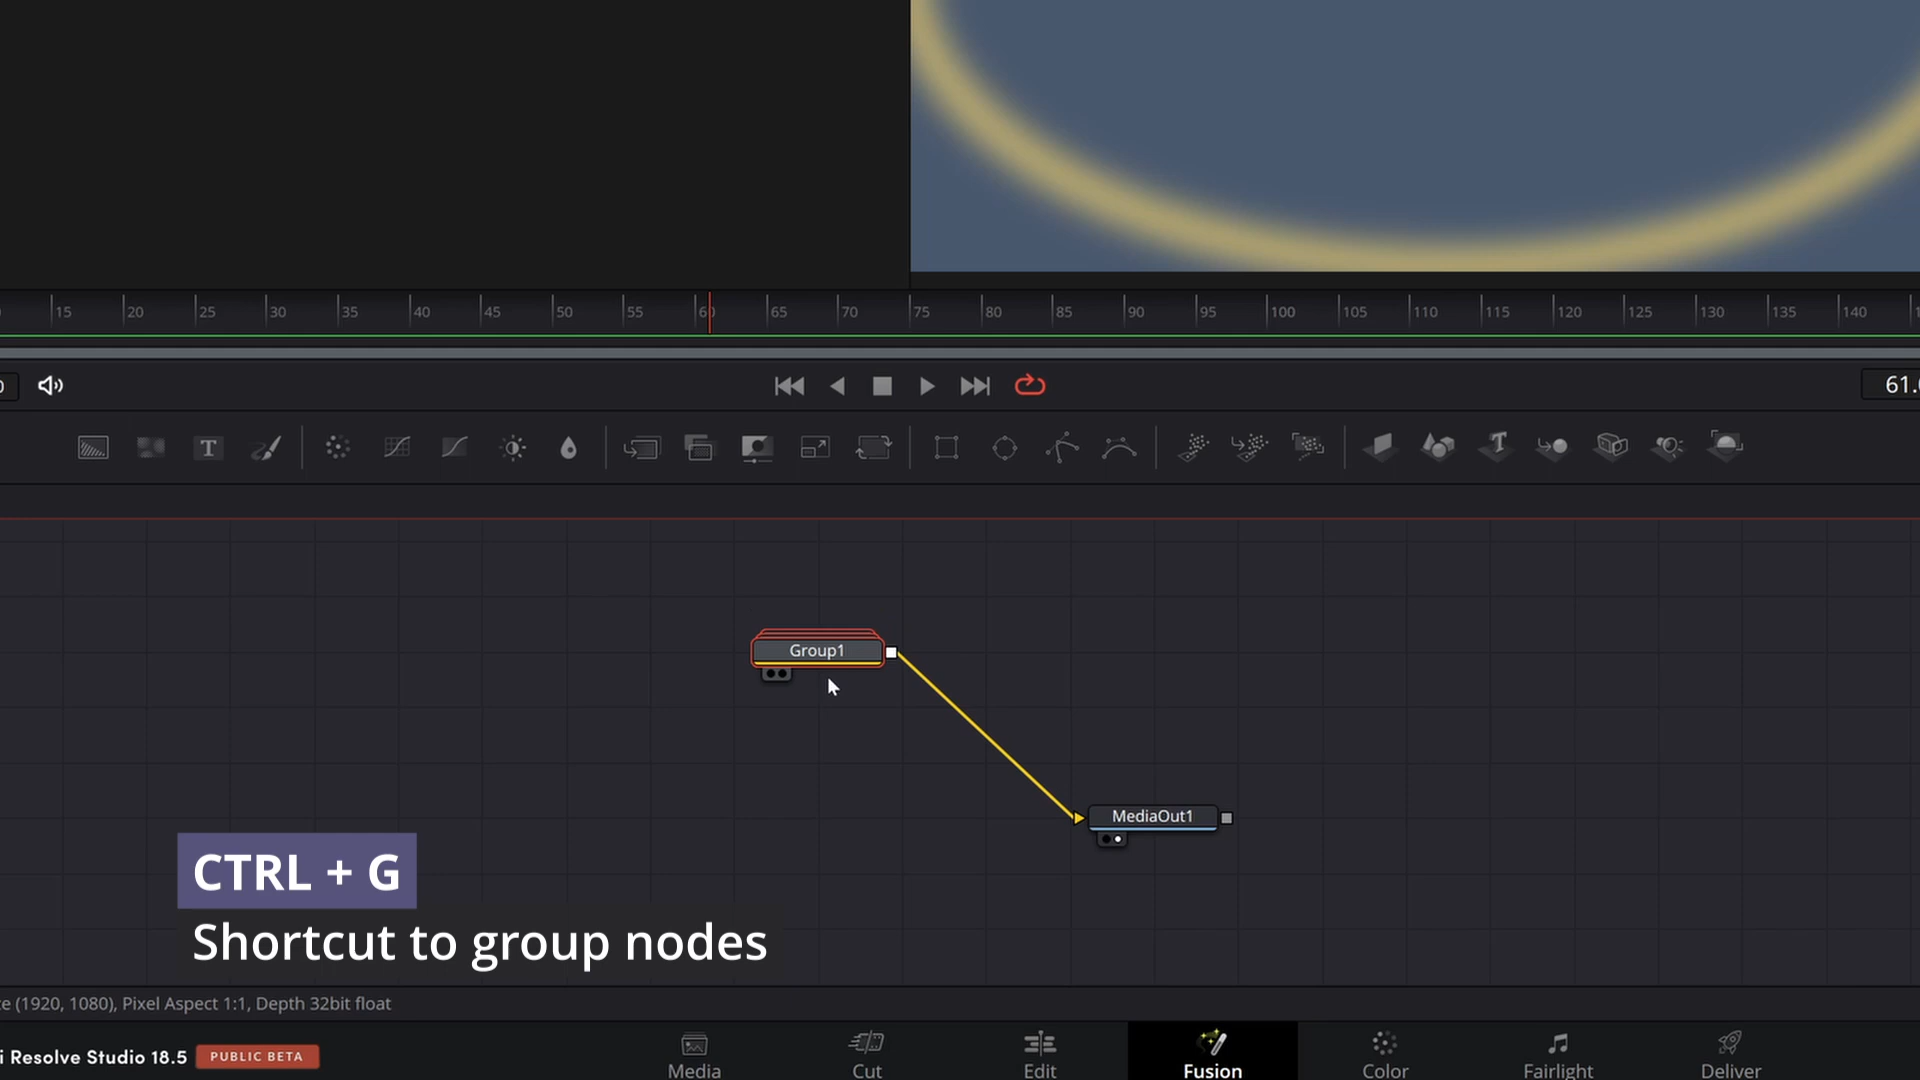 15 20 25 30 35 40 45 50 55 60 65 70 75 80 85 90 95 100 105 110 115 120 125 130 135 140
61.
Group1
MediaOut1
CTRL + G
Shortcut to group nodes
e (1920, 1080), Pixel Aspect 1:1, Depth 32bit float
i Resolve Studio 18.5 PUBLIC BETA
Media Cut Edit Fusion Color Fairlight Deliver